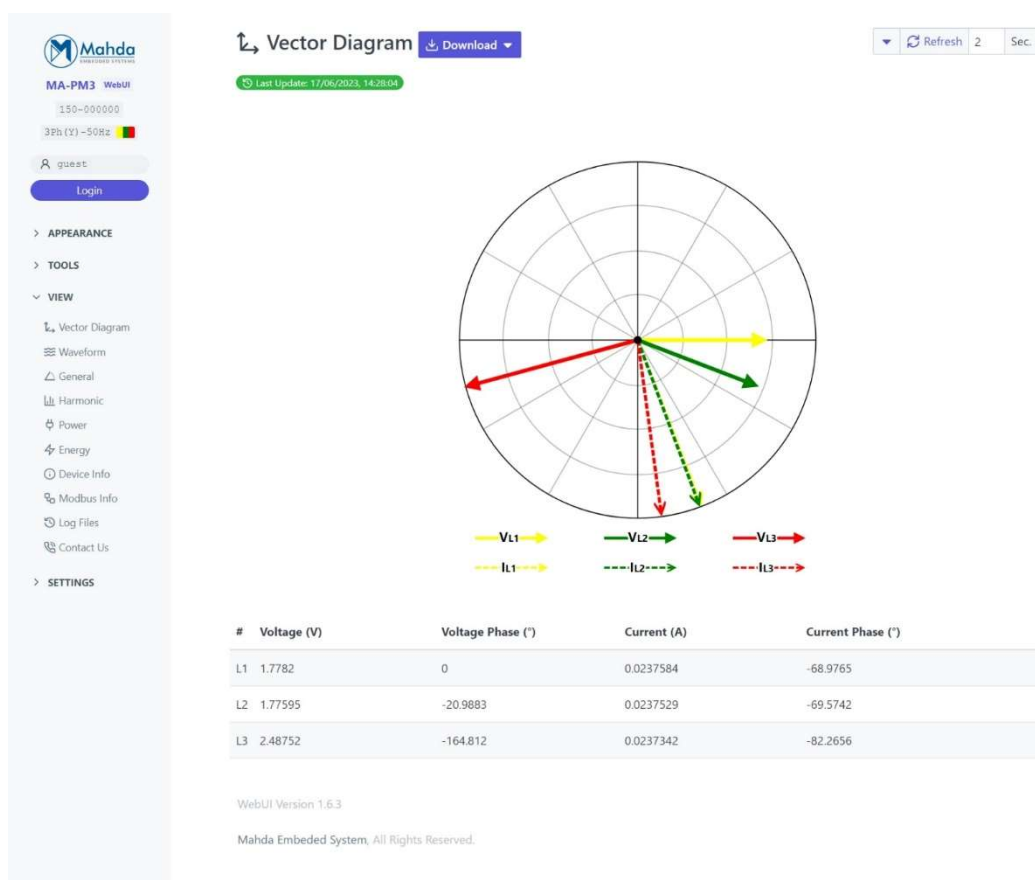 Mahda
EMBEDDED SYSTEMS
MA-PM3 WebUI
150-000000
3Ph(Y)-50Hz
guest
Login
APPEARANCE
TOOLS
VIEW
Vector Diagram
Waveform
General
Harmonic
Power
Energy
Device Info
Modbus Info
Log Files
Contact Us
SETTINGS
Vector Diagram Download
Refresh 2 Sec.
Last Update: 17/06/2023, 14:28:04
VL1 VL2 VL3
IL1 IL2 IL3
# Voltage (V) Voltage Phase (°) Current (A) Current Phase (°)
L1 1.7782 0 0.0237584 -68.9765
L2 1.77595 -20.9883 0.0237529 -69.5742
L3 2.48752 -164.812 0.0237342 -82.2656
WebUI Version 1.6.3
Mahda Embeded System, All Rights Reserved.